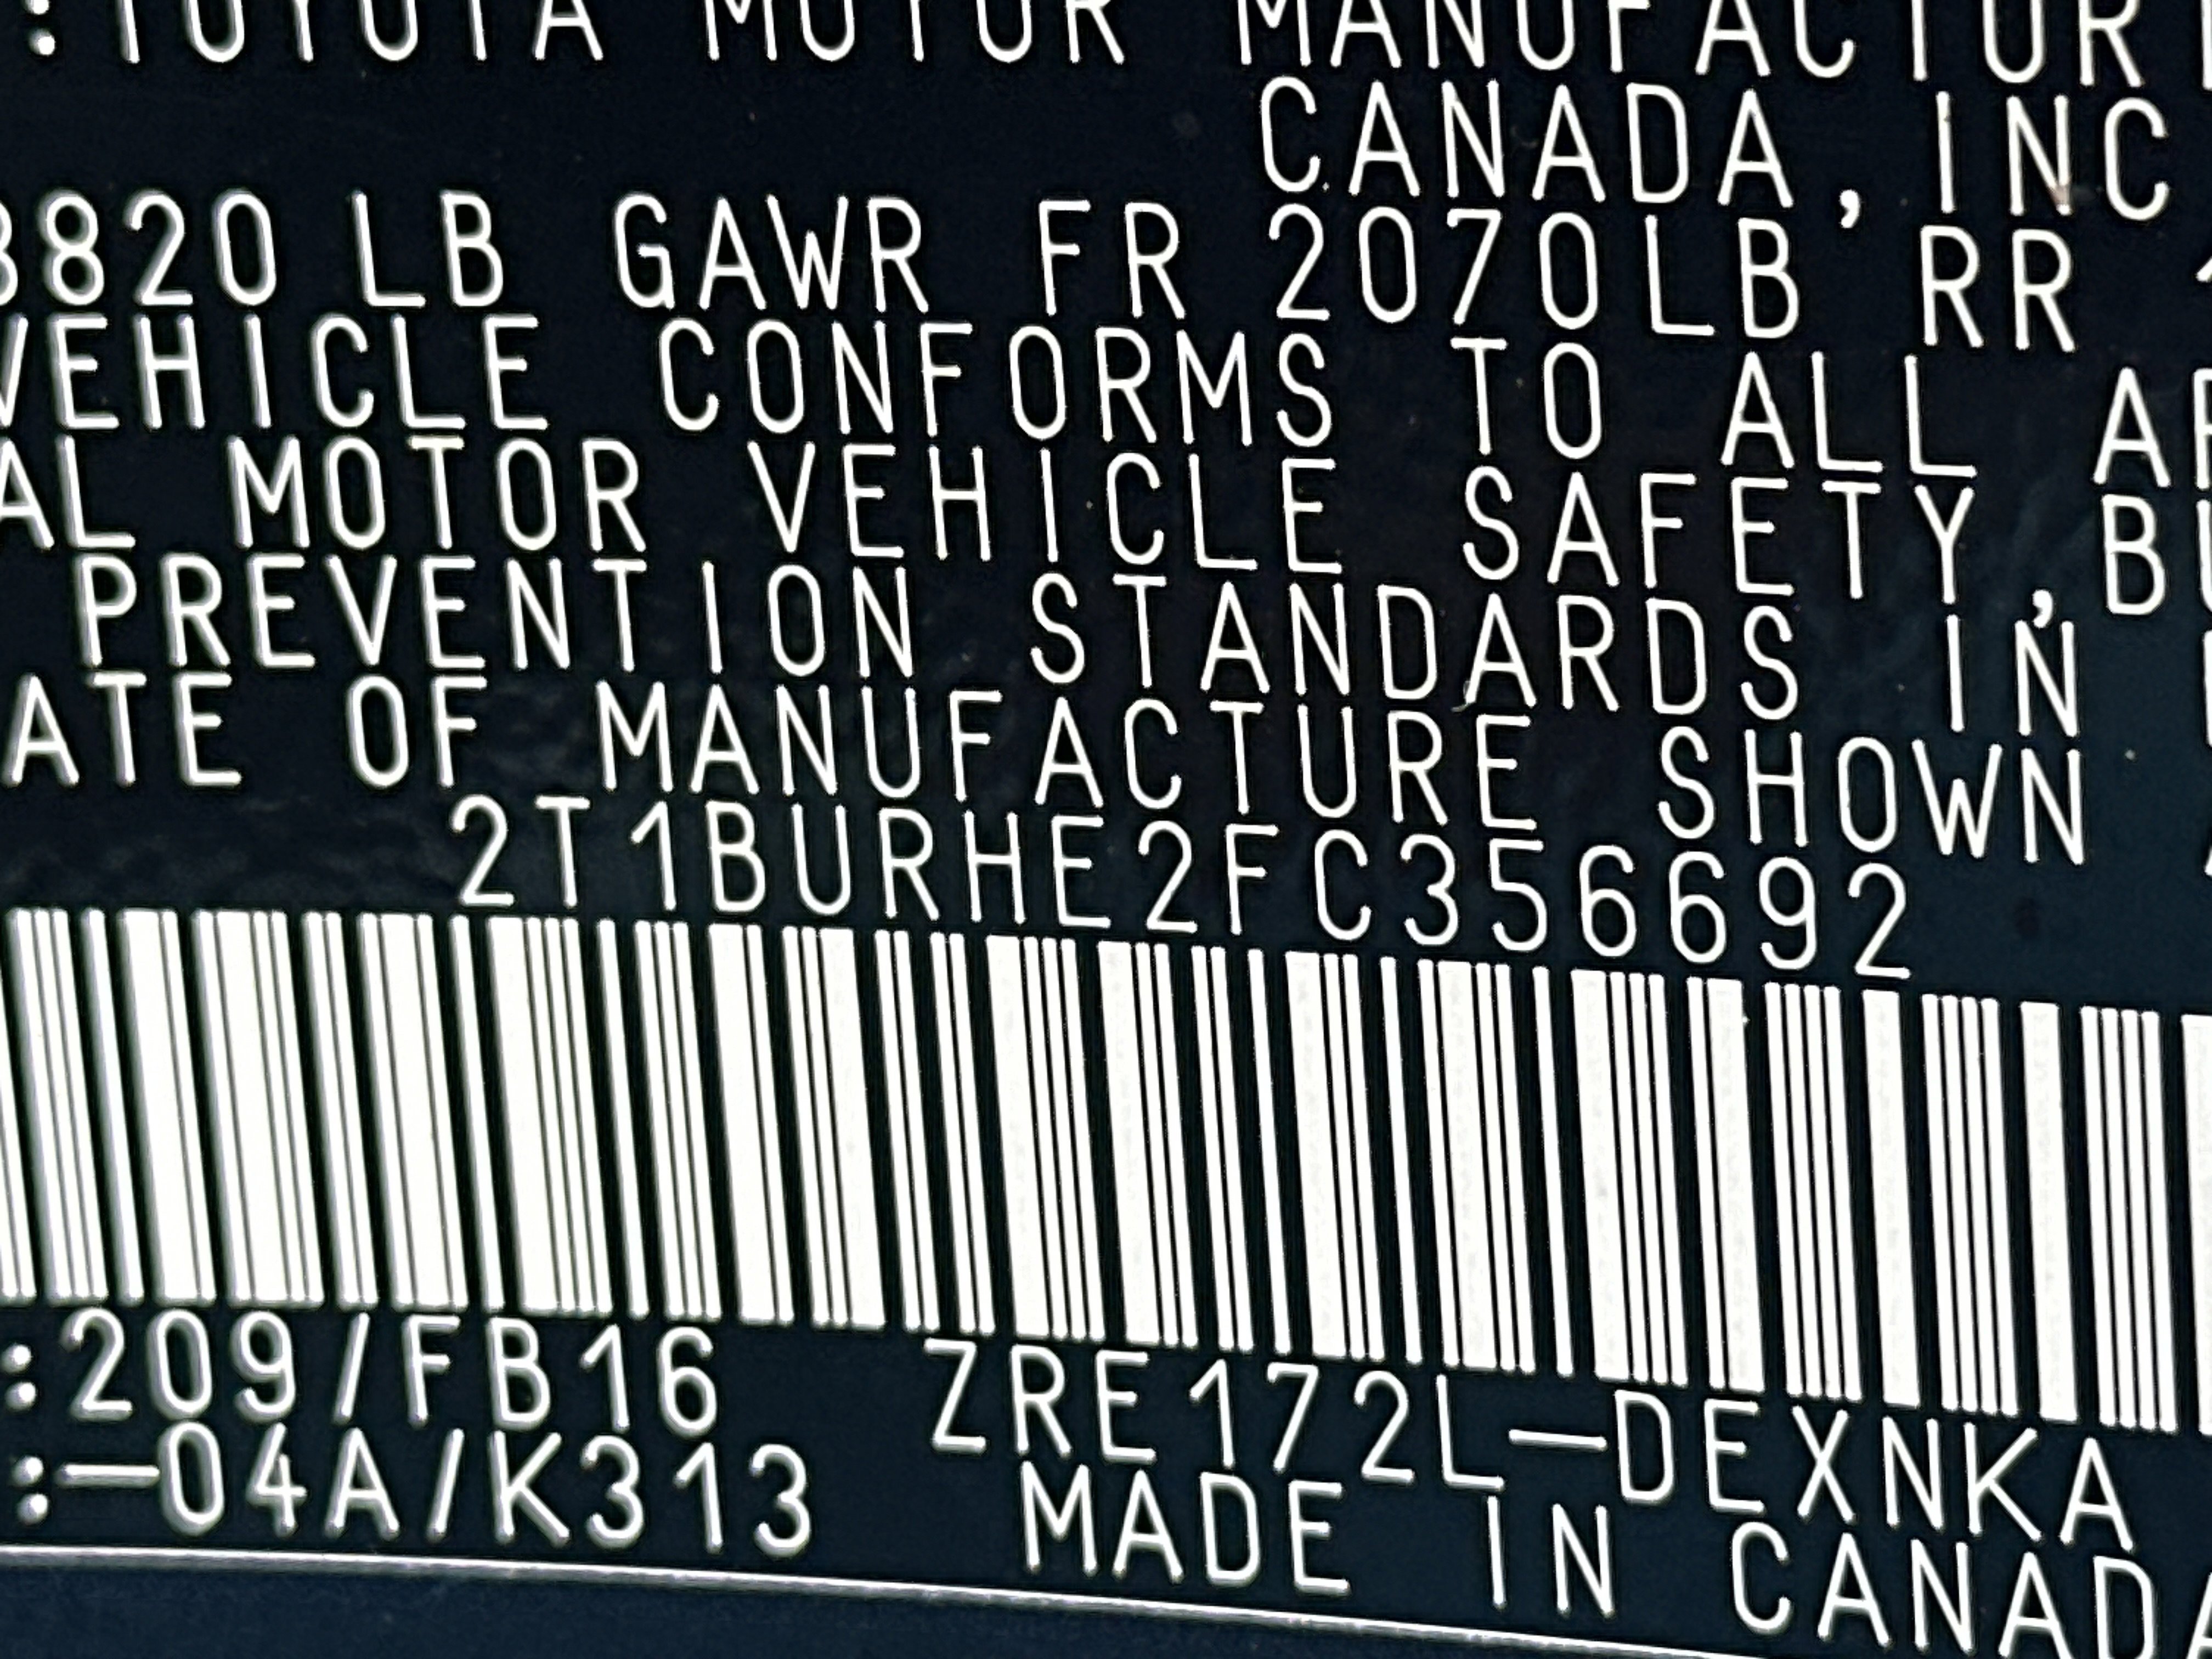 :TOYOTA MOTOR MANUFACTUR
CANADA, INC
3820 LB GAWR FR 2070LB RR
VEHICLE CONFORMS TO ALL
AL MOTOR VEHICLE SAFETY,
PREVENTION STANDARDS IN
ATE OF MANUFACTURE SHOWN
2T1BURHE2FC356692
:209/FB16 ZRE172L—DEXNKA
:—04A/K313 MADE IN CANADA